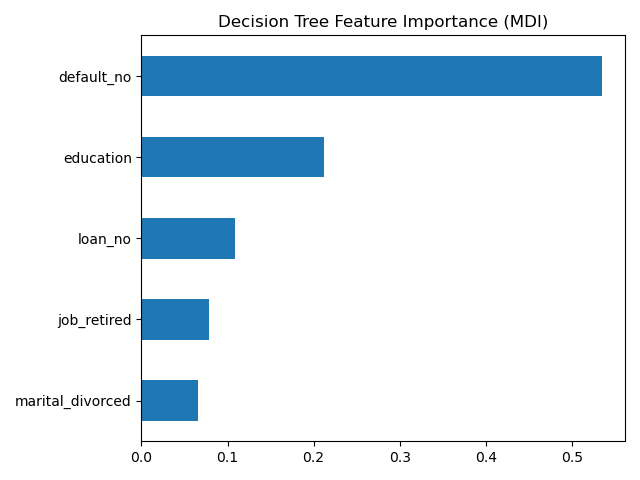 Decision Tree Feature Importance (MDI)
default_no
education
loan_no
job_retired
marital_divorced
0.0 0.1 0.2 0.3 0.4 0.5